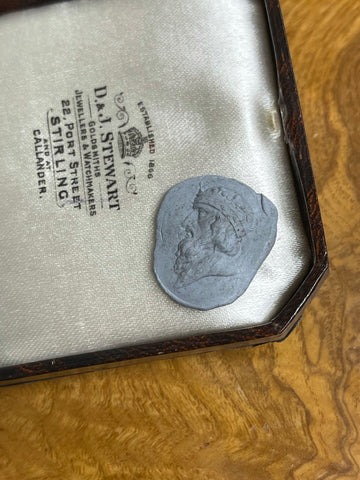 ESTABLISHED 1866
D. & J. STEWART
GOLDSMITHS
JEWELLERS & WATCHMAKERS
22, PORT STREET
STIRLING
AND AT
CALLANDER.